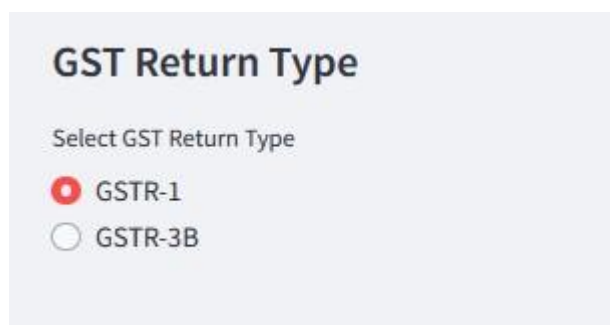 GST Return Type
Select GST Return Type
GSTR-1
GSTR-3B